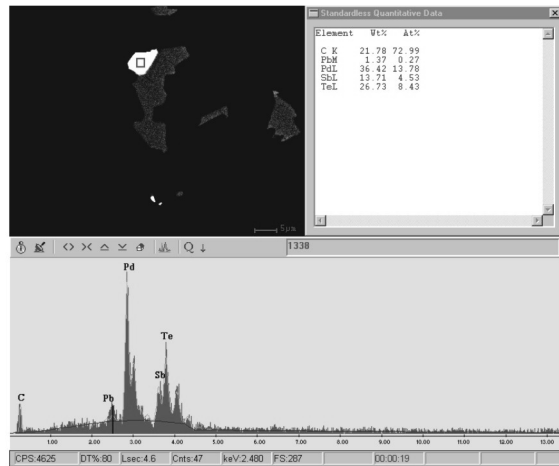 Standardless Quantitative Data
Element Wt% At%
C K 21.78 72.99
PbM 1.37 0.27
PdL 36.42 13.78
SbL 13.71 4.53
TeL 26.73 8.43
5µm
Q ↓
1338
Pd
Te
Sb
Pb
C
1.00 2.00 3.00 4.00 5.00 6.00 7.00 8.00 9.00 10.00 11.00 12.00 13.00
CPS:4625 DT%:80 Lsec:4.6 Cnts:47 keV:2.480 FS:287 00:00:19